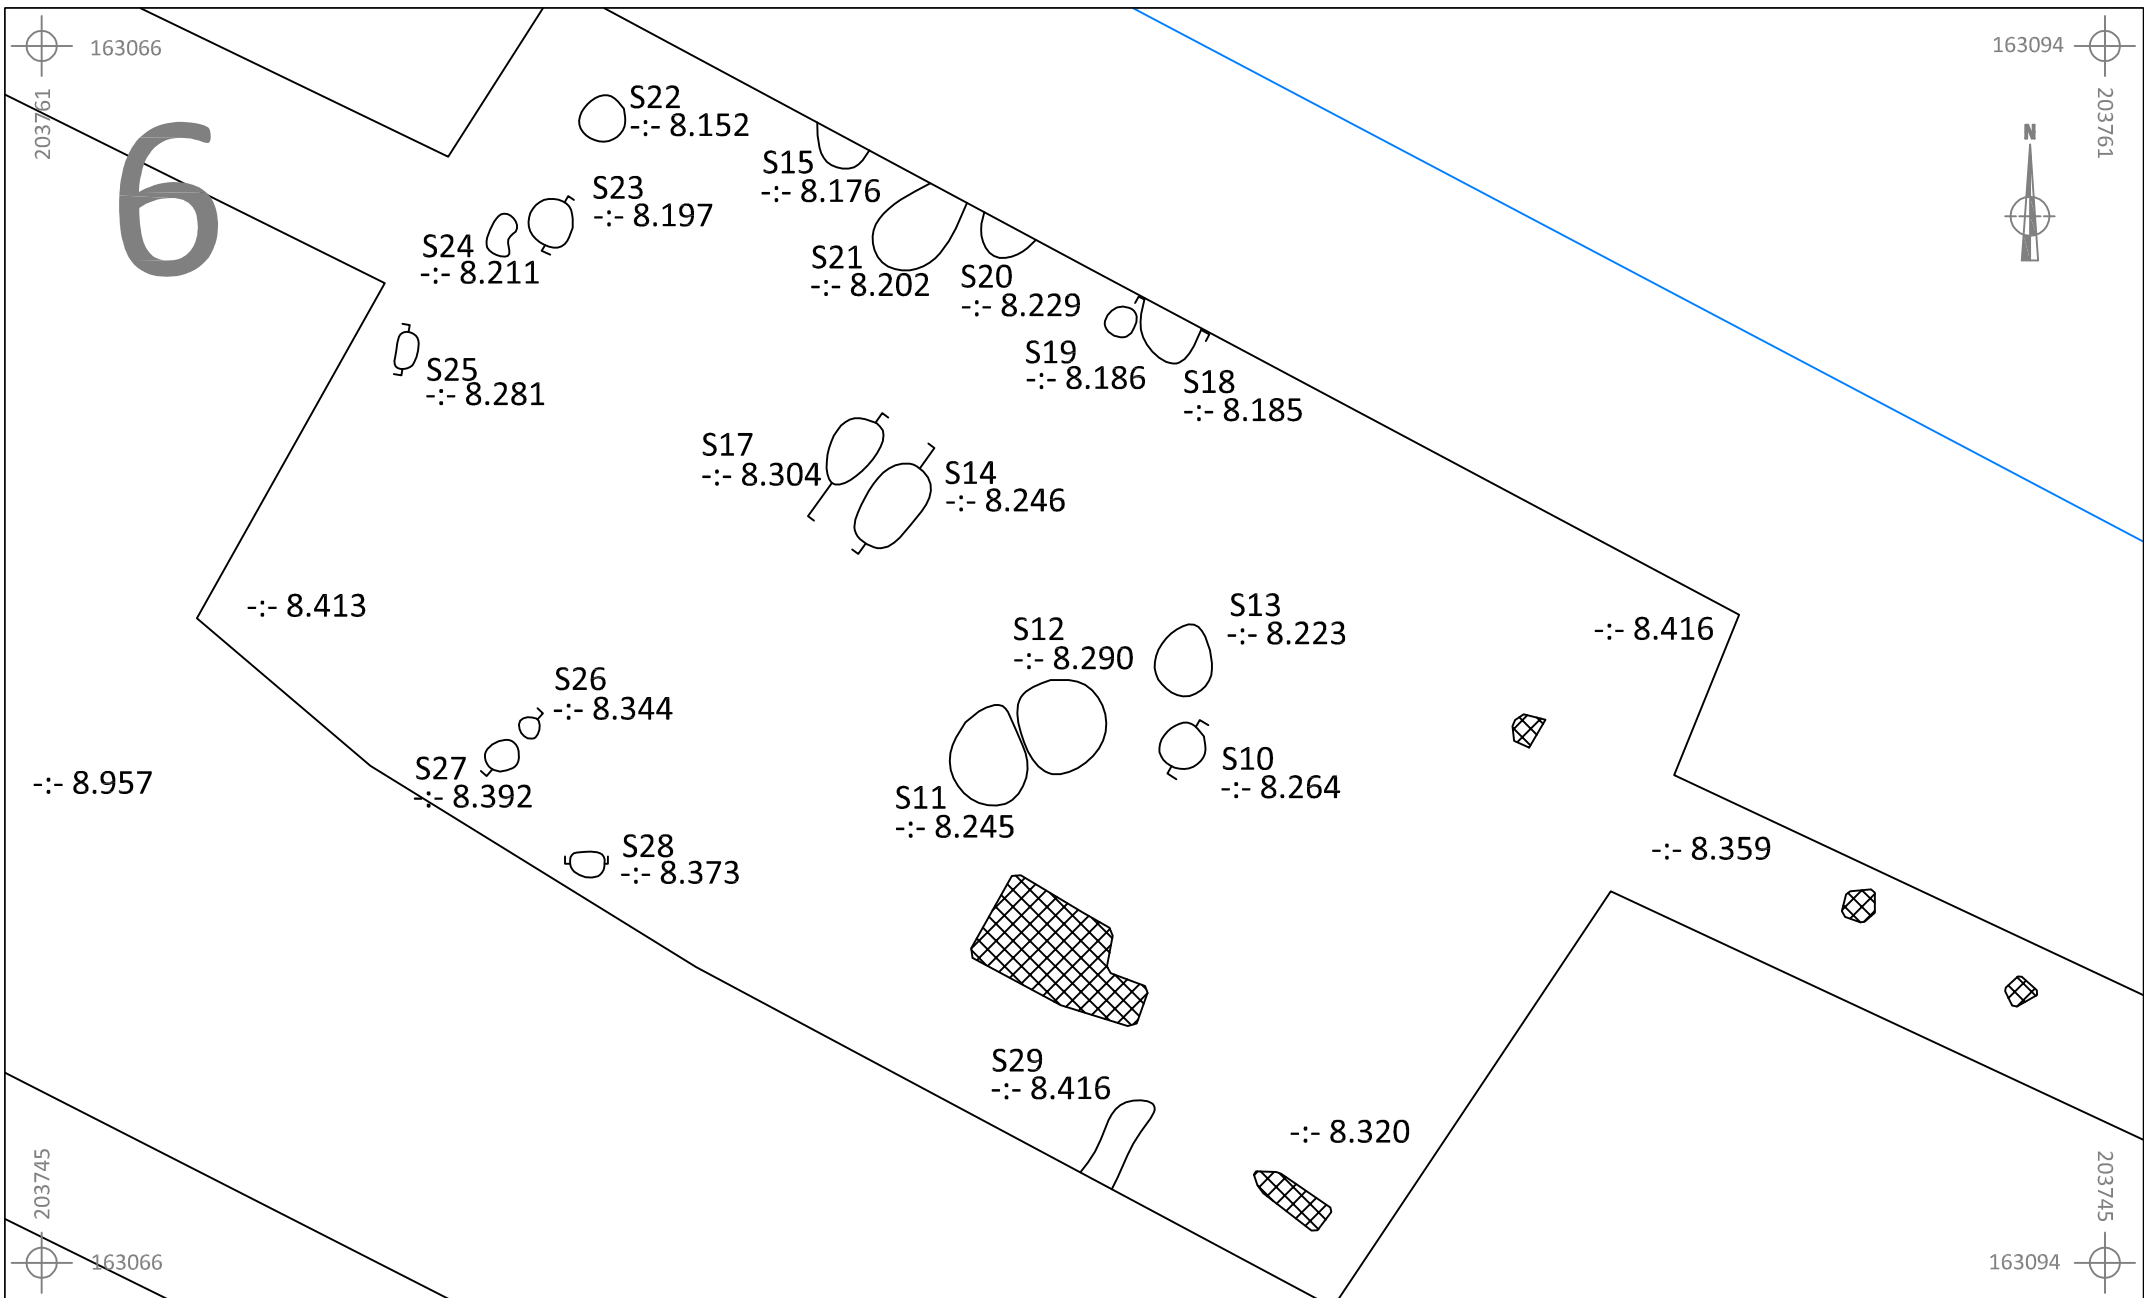 163066
163094
203761
203761
6
N
S22
-:- 8.152
S15
-:- 8.176
S23
-:- 8.197
S24
-:- 8.211
S21
-:- 8.202
S20
-:- 8.229
S19
-:- 8.186
S18
-:- 8.185
S25
-:- 8.281
S17
-:- 8.304
S14
-:- 8.246
-:- 8.413
S13
-:- 8.223
S12
-:- 8.290
-:- 8.416
S26
-:- 8.344
S27
-:- 8.392
-:- 8.957
S10
-:- 8.264
S11
-:- 8.245
S28
-:- 8.373
-:- 8.359
S29
-:- 8.416
-:- 8.320
203745
203745
163066
163094